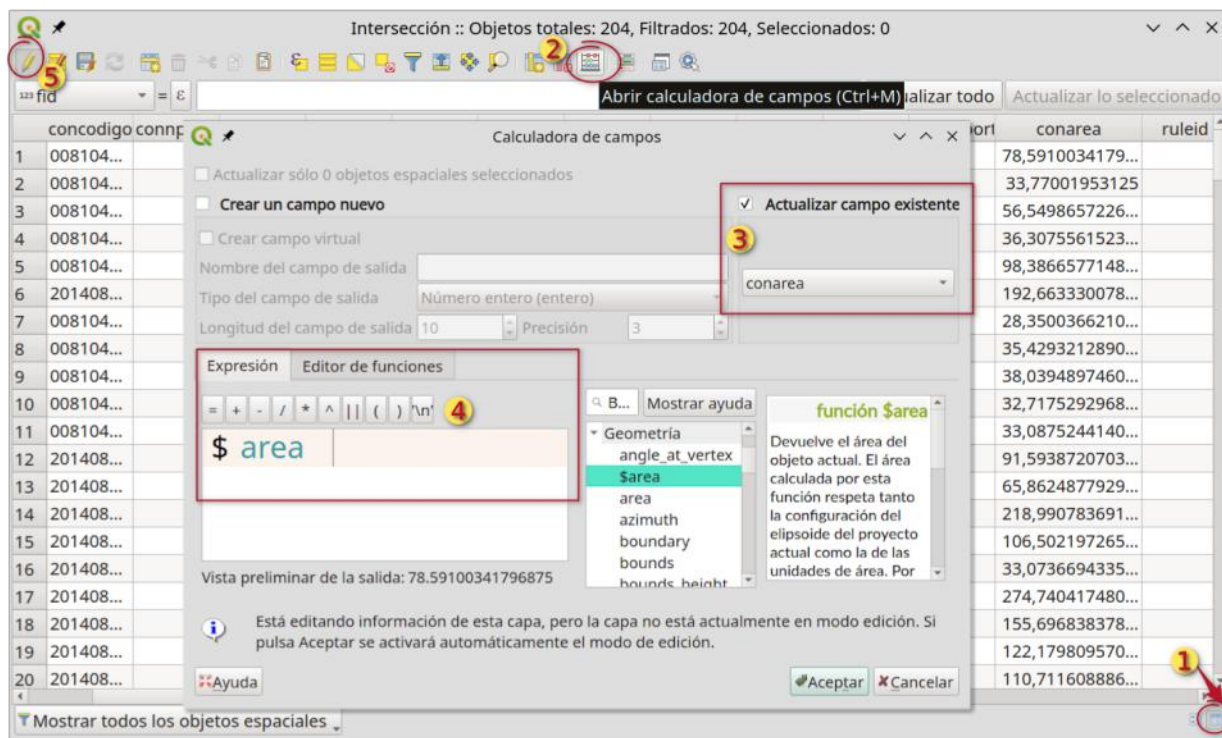 Intersección :: Objetos totales: 204, Filtrados: 204, Seleccionados: 0
2
5
123 fid = ε
Abrir calculadora de campos (Ctrl+M)
alizar todo
Actualizar lo seleccionado
concodigo connp ort conarea ruleid
1 008104... 78,5910034179...
2 008104... 33,77001953125
3 008104... 56,5498657226...
4 008104... 36,3075561523...
5 008104... 98,3866577148...
6 201408... 192,663330078...
7 008104... 28,3500366210...
8 008104... 35,4293212890...
9 008104... 38,0394897460...
10 008104... 32,7175292968...
11 008104... 33,0875244140...
12 201408... 91,5938720703...
13 201408... 65,8624877929...
14 201408... 218,990783691...
15 201408... 106,502197265...
16 201408... 33,0736694335...
17 201408... 274,740417480...
18 201408... 155,696838378...
19 201408... 122,179809570...
20 201408... 110,711608886...
Calculadora de campos
Actualizar sólo 0 objetos espaciales seleccionados
Crear un campo nuevo
Actualizar campo existente
Crear campo virtual
3
Nombre del campo de salida
conarea
Tipo del campo de salida Número entero (entero)
Longitud del campo de salida 10 Precisión 3
Expresión Editor de funciones
= + - / * ^ || ( ) '\n' 4
$ area
Vista preliminar de la salida: 78.59100341796875
B... Mostrar ayuda
Geometría
angle_at_vertex
$area
area
azimuth
boundary
bounds
bounds_height
función $area
Devuelve el área del
objeto actual. El área
calculada por esta
función respeta tanto
la configuración del
elipsoide del proyecto
actual como la de las
unidades de área. Por
Está editando información de esta capa, pero la capa no está actualmente en modo edición. Si
pulsa Aceptar se activará automáticamente el modo de edición.
Ayuda
Aceptar
Cancelar
1
Mostrar todos los objetos espaciales